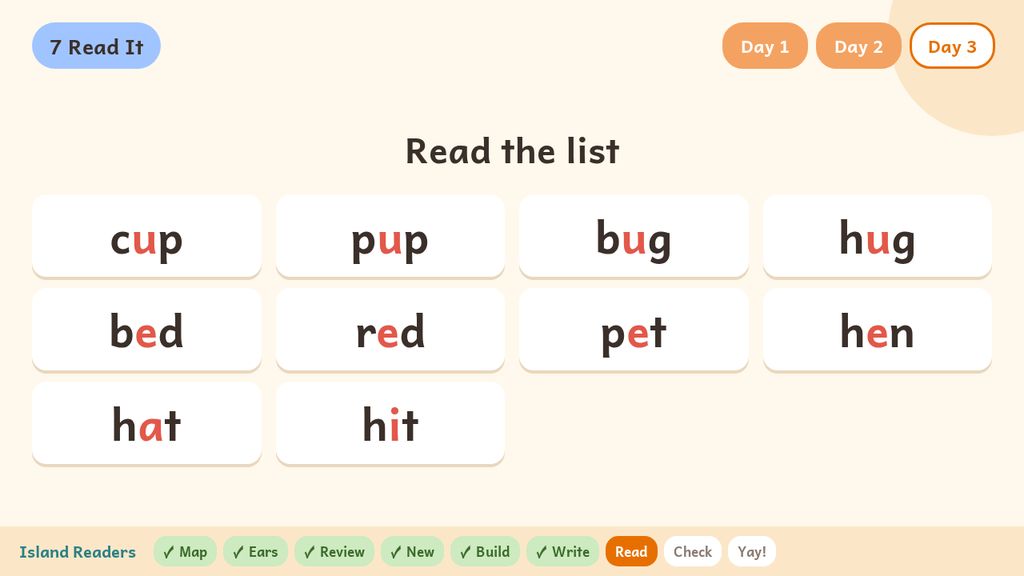 7 Read It
Day 1 Day 2 Day 3
Read the list
cup pup bug hug
bed red pet hen
hat hit
Island Readers ✓ Map ✓ Ears ✓ Review ✓ New ✓ Build ✓ Write Read Check Yay!